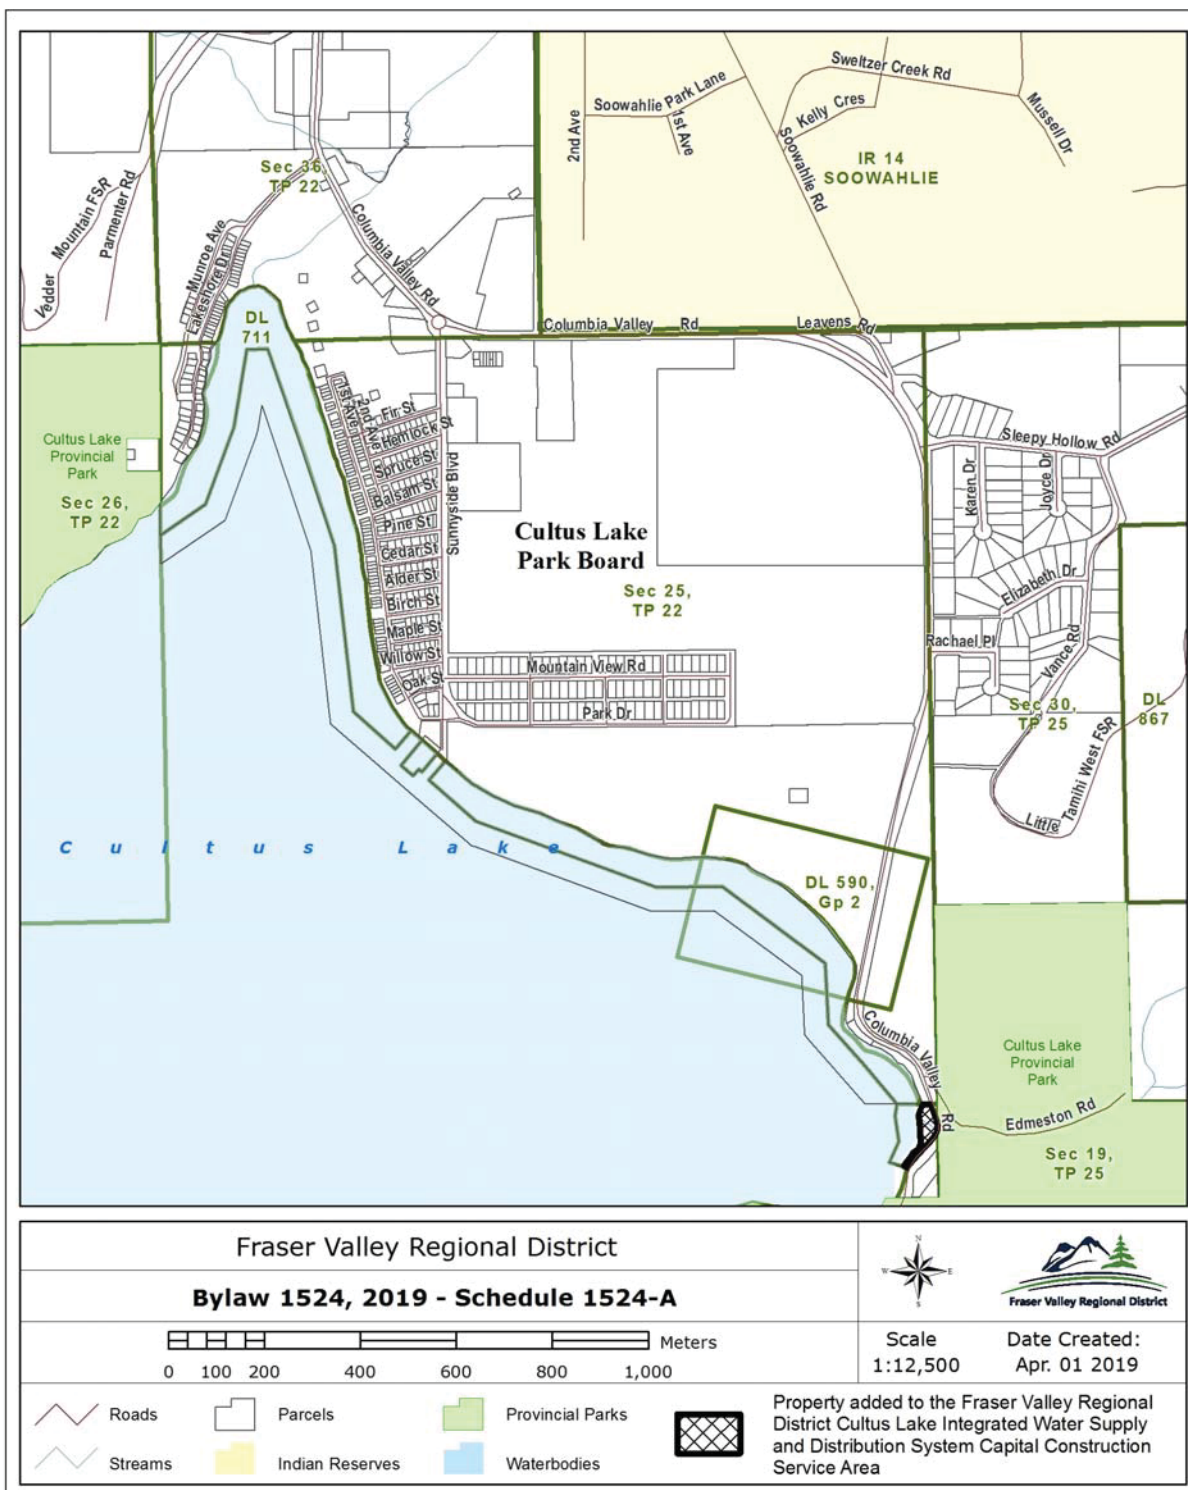 Sweltzer Creek Rd
Soowahlie Park Lane
Kelly Cres
Mussell Dr
2nd Ave
1st Ave
Soowahlie Rd
IR 14
SOOWAHLIE
Sec 36,
TP 22
Vedder Mountain FSR
Parmenter Rd
Munroe Ave
Lakeshore Dr
Columbia Valley Rd
DL
711
Columbia Valley Rd
Leavens Rd
1st Ave
2nd Ave
Fir St
Hemlock St
Spruce St
Balsam St
Pine St
Cedar St
Alder St
Birch St
Maple St
Willow St
Oak St
Sunnyside Blvd
Cultus Lake
Provincial
Park
Sec 26,
TP 22
Cultus Lake
Park Board
Sec 25,
TP 22
Sleepy Hollow Rd
Karen Dr
Joyce Dr
Elizabeth Dr
Rachael Pl
Vance Rd
Mountain View Rd
Park Dr
Sec 30,
TP 25
DL
867
Little Tamihi West FSR
Cultus Lake
DL 590,
Gp 2
Columbia Valley Rd
Cultus Lake
Provincial
Park
Edmeston Rd
Sec 19,
TP 25
Fraser Valley Regional District
Bylaw 1524, 2019 - Schedule 1524-A
N
W E
S
Fraser Valley Regional District
Meters
0 100 200 400 600 800 1,000
Scale
1:12,500
Date Created:
Apr. 01 2019
Roads
Parcels
Provincial Parks
Streams
Indian Reserves
Waterbodies
Property added to the Fraser Valley Regional
District Cultus Lake Integrated Water Supply
and Distribution System Capital Construction
Service Area